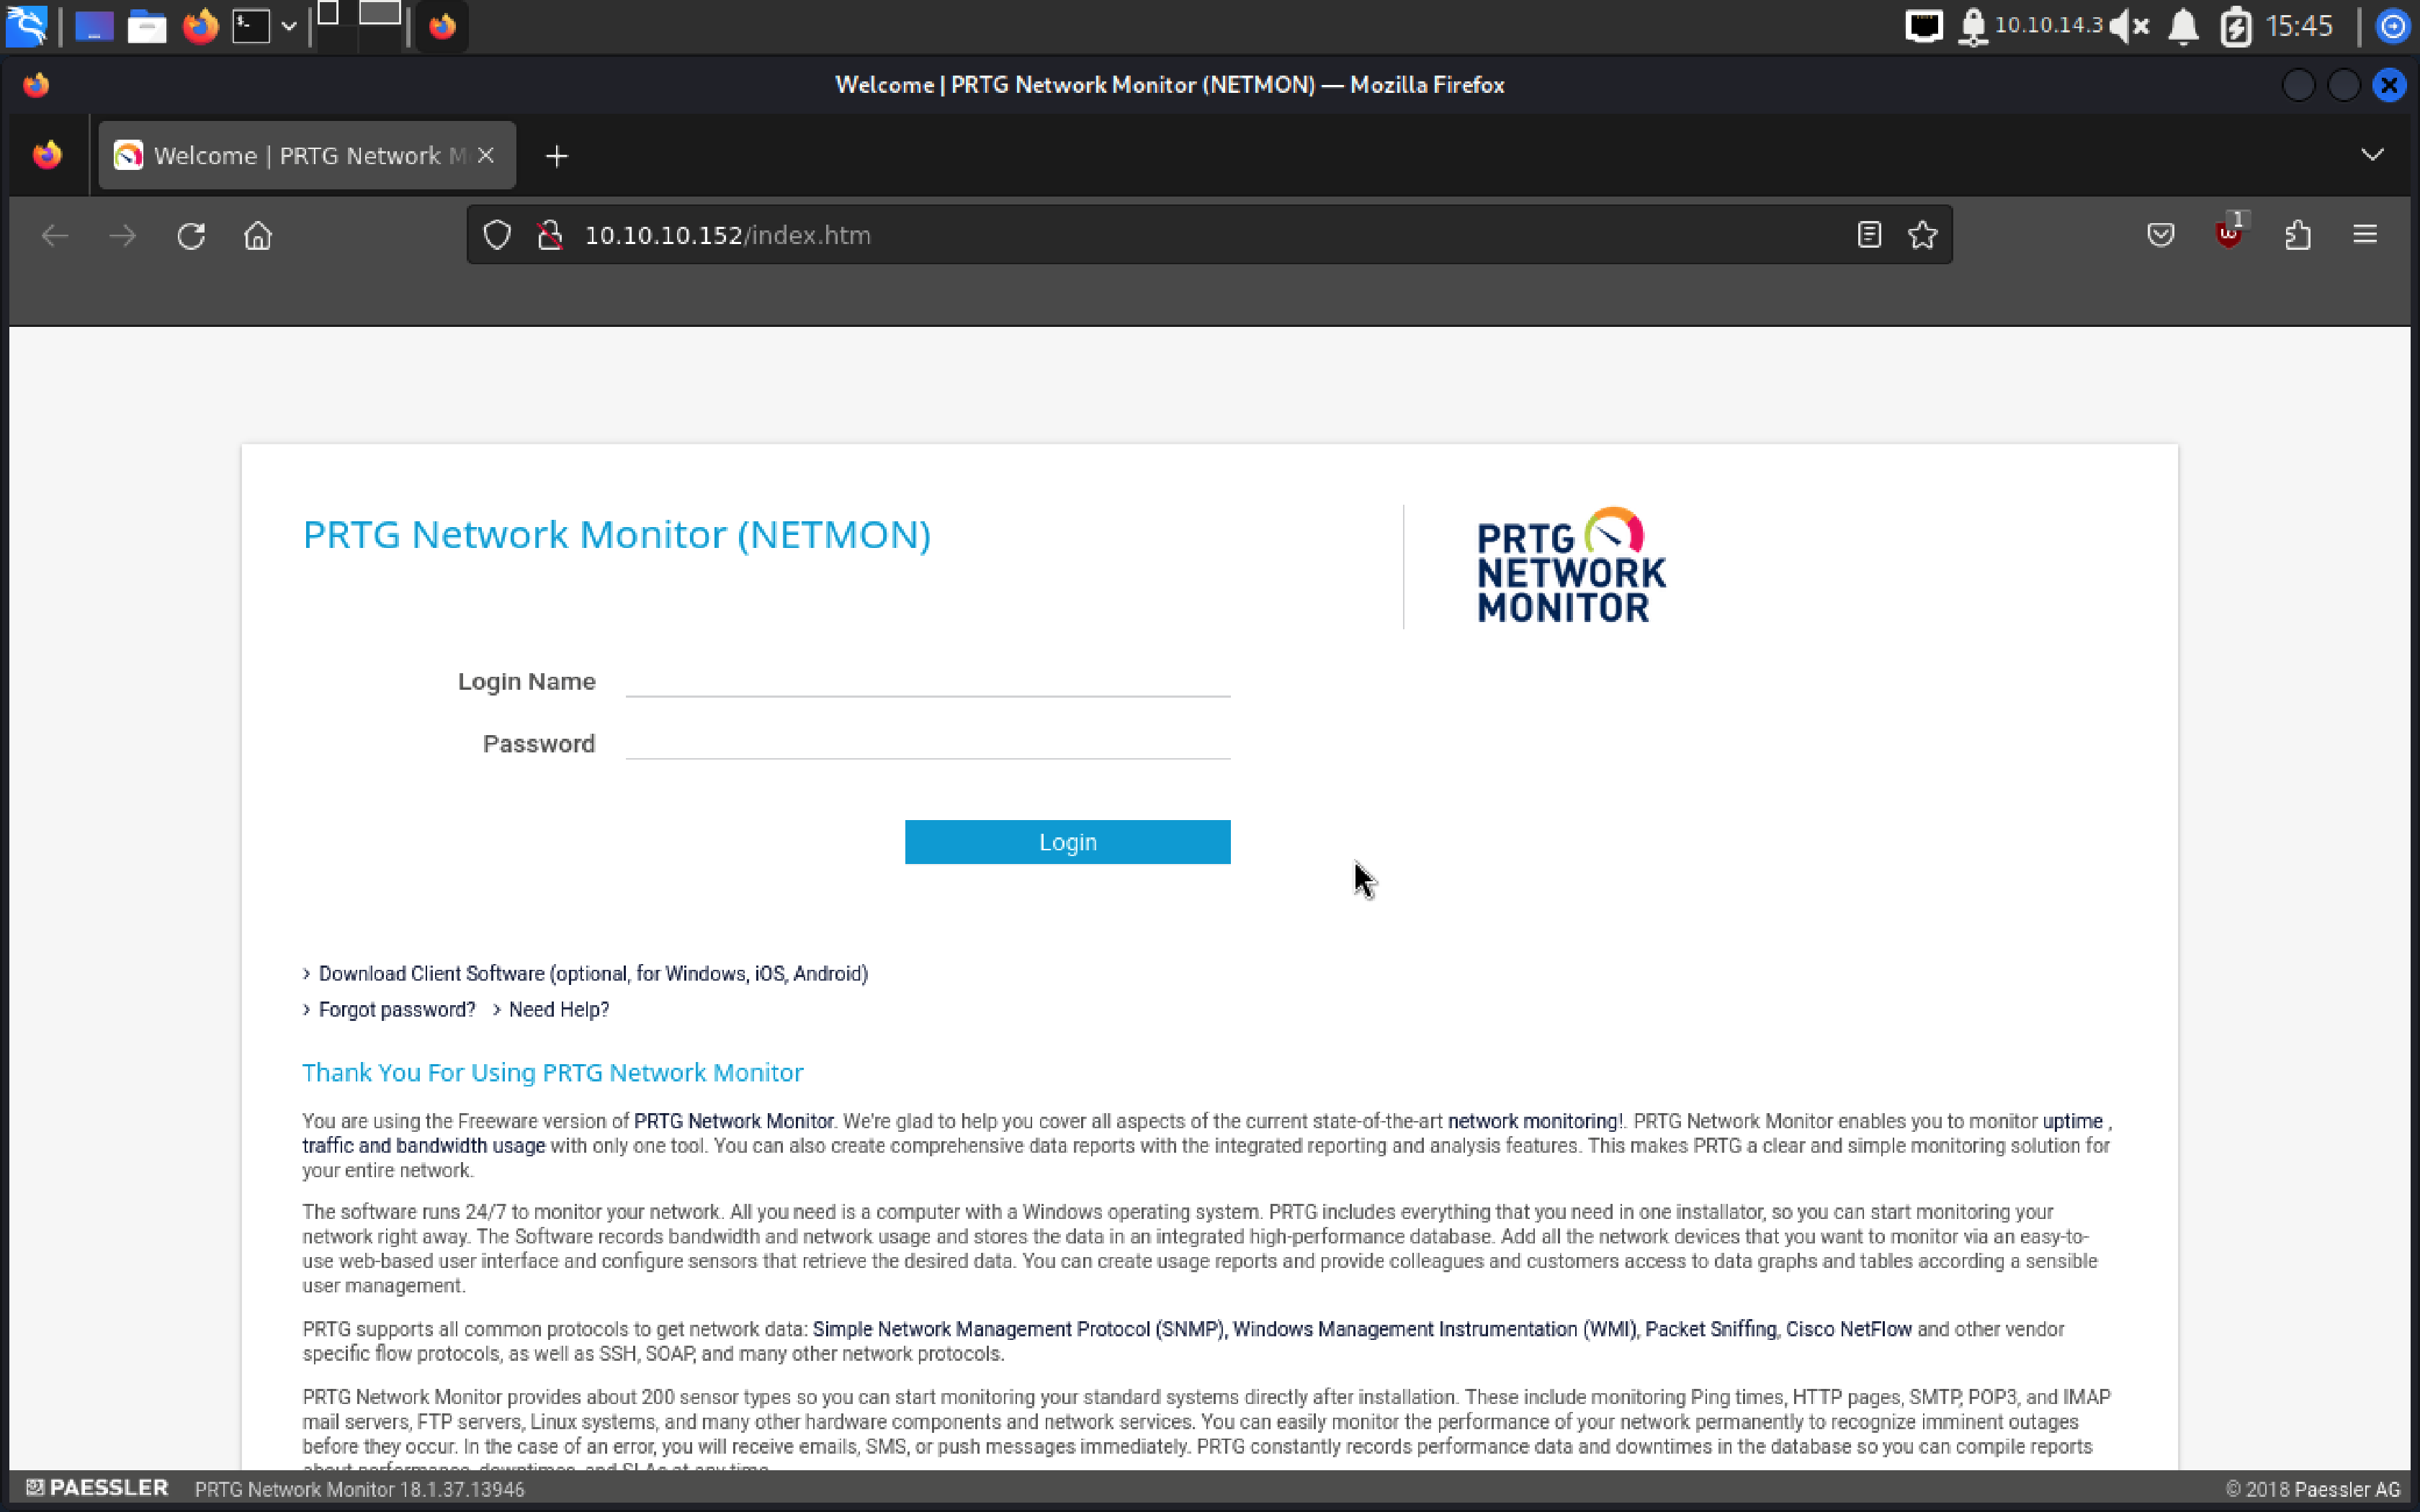 10.10.14.3 15:45
Welcome | PRTG Network Monitor (NETMON) — Mozilla Firefox
Welcome | PRTG Network M
10.10.10.152/index.htm
1
PRTG Network Monitor (NETMON)
PRTG
NETWORK
MONITOR
Login Name
Password
Login
Download Client Software (optional, for Windows, iOS, Android)
Forgot password? Need Help?
Thank You For Using PRTG Network Monitor
You are using the Freeware version of PRTG Network Monitor. We're glad to help you cover all aspects of the current state-of-the-art network monitoring!. PRTG Network Monitor enables you to monitor uptime ,
traffic and bandwidth usage with only one tool. You can also create comprehensive data reports with the integrated reporting and analysis features. This makes PRTG a clear and simple monitoring solution for
your entire network.
The software runs 24/7 to monitor your network. All you need is a computer with a Windows operating system. PRTG includes everything that you need in one installer, so you can start monitoring your
network right away. The Software records bandwidth and network usage and stores the data in an integrated high-performance database. Add all the network devices that you want to monitor via an easy-to-
use web-based user interface and configure sensors that retrieve the desired data. You can create usage reports and provide colleagues and customers access to data graphs and tables according a sensible
user management.
PRTG supports all common protocols to get network data: Simple Network Management Protocol (SNMP), Windows Management Instrumentation (WMI), Packet Sniffing, Cisco NetFlow and other vendor
specific flow protocols, as well as SSH, SOAP, and many other network protocols.
PRTG Network Monitor provides about 200 sensor types so you can start monitoring your standard systems directly after installation. These include monitoring Ping times, HTTP pages, SMTP, POP3, and IMAP
mail servers, FTP servers, Linux systems, and many other hardware components and network services. You can easily monitor the performance of your network permanently to recognize imminent outages
before they occur. In the case of an error, you will receive emails, SMS, or push messages immediately. PRTG constantly records performance data and downtimes in the database so you can compile reports
about performance, downtimes, and SLAs at any time.
PAESSLER PRTG Network Monitor 18.1.37.13946 © 2018 Paessler AG